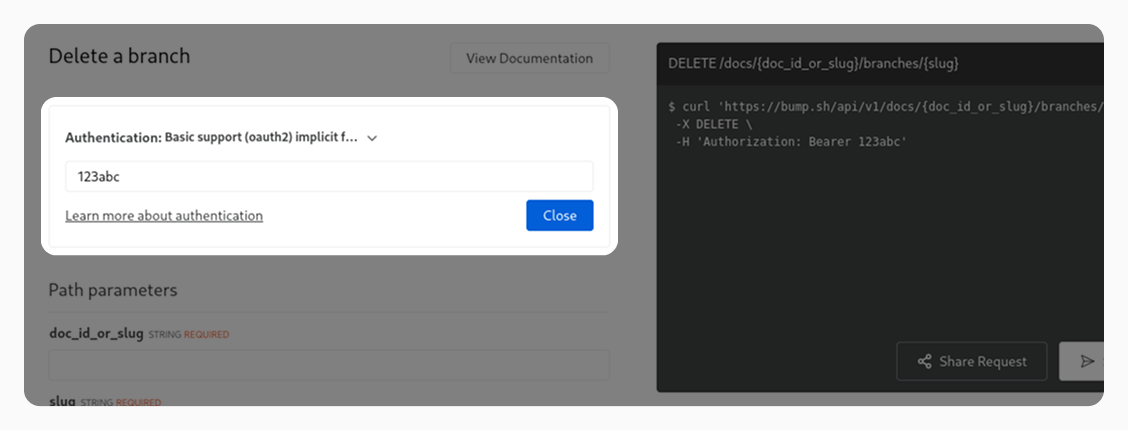 Delete a branch
View Documentation
Authentication: Basic support (oauth2) implicit f...
123abc
Learn more about authentication
Close
Path parameters
doc_id_or_slug STRING REQUIRED
slug STRING REQUIRED
DELETE /docs/{doc_id_or_slug}/branches/{slug}
$ curl 'https://bump.sh/api/v1/docs/{doc_id_or_slug}/branches/
-X DELETE \
-H 'Authorization: Bearer 123abc'
Share Request